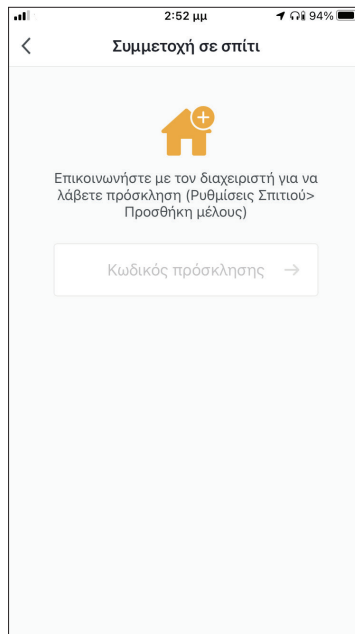 2:52 μμ
94%
Συμμετοχή σε σπίτι
Επικοινωνήστε με τον διαχειριστή για να
λάβετε πρόσκληση (Ρυθμίσεις Σπιτιού>
Προσθήκη μέλους)
Κωδικός πρόσκλησης